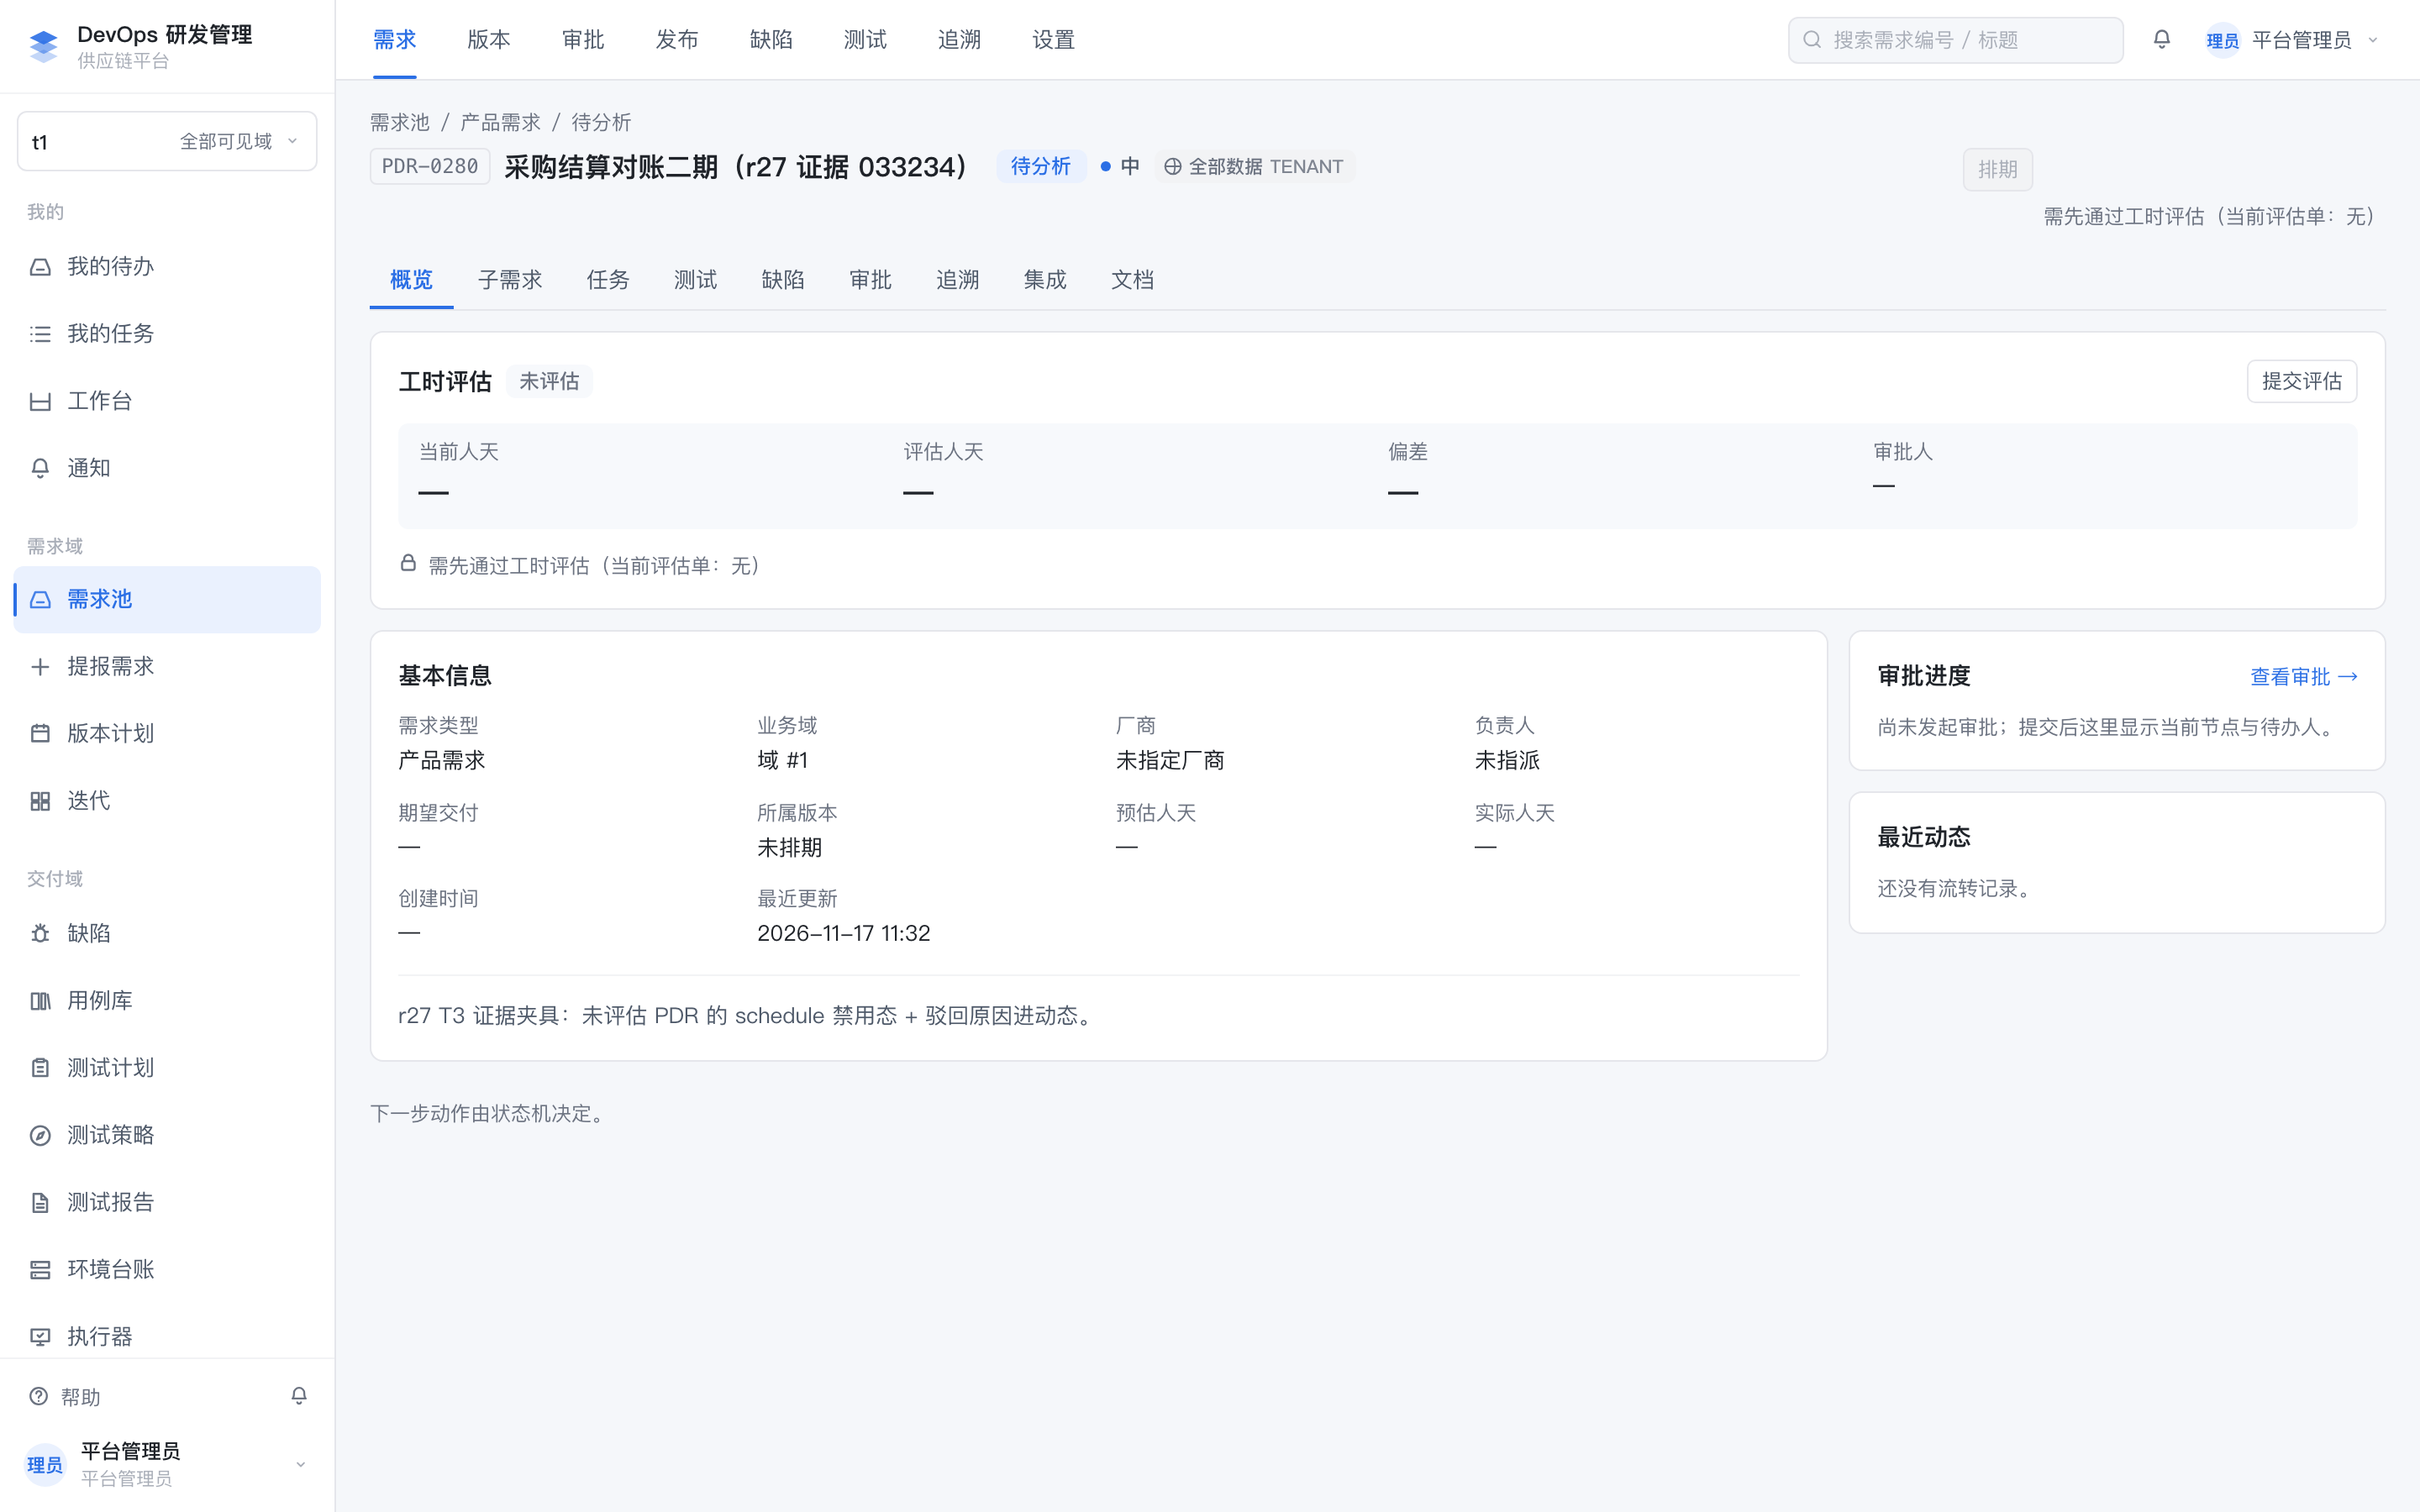 DevOps 研发管理
供应链平台
t1 全部可见域
我的
我的待办
我的任务
工作台
通知
需求域
需求池
提报需求
版本计划
迭代
交付域
缺陷
用例库
测试计划
测试策略
测试报告
环境台账
执行器
帮助
理员 平台管理员
平台管理员
需求 版本 审批 发布 缺陷 测试 追溯 设置
搜索需求编号 / 标题
理员 平台管理员
需求池 / 产品需求 / 待分析
PDR-0280 采购结算对账二期（r27 证据 033234） 待分析 中 全部数据 TENANT
排期
需先通过工时评估（当前评估单：无）
概览 子需求 任务 测试 缺陷 审批 追溯 集成 文档
工时评估 未评估 提交评估
当前人天 评估人天 偏差 审批人
— — — —
需先通过工时评估（当前评估单：无）
基本信息
需求类型 业务域 厂商 负责人
产品需求 域 #1 未指定厂商 未指派
期望交付 所属版本 预估人天 实际人天
— 未排期 — —
创建时间 最近更新
— 2026-11-17 11:32
r27 T3 证据夹具：未评估 PDR 的 schedule 禁用态 + 驳回原因进动态。
审批进度 查看审批 →
尚未发起审批；提交后这里显示当前节点与待办人。
最近动态
还没有流转记录。
下一步动作由状态机决定。